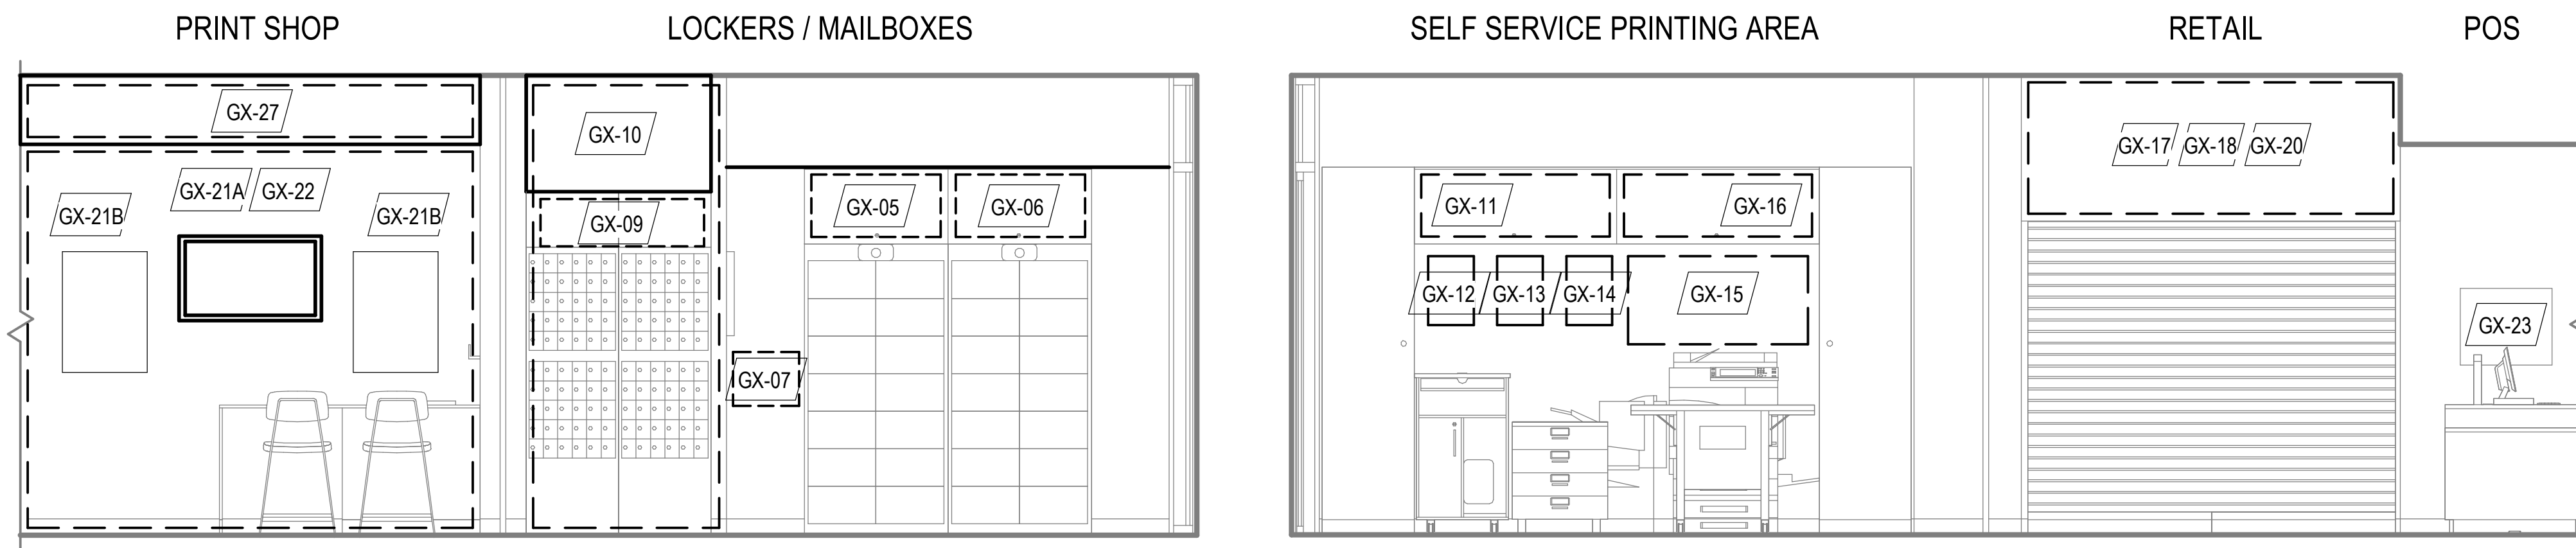 PRINT SHOP
LOCKERS / MAILBOXES
SELF SERVICE PRINTING AREA
RETAIL
POS
GX-27
GX-21A
GX-22
GX-21B
GX-21B
GX-10
GX-09
GX-05
GX-06
GX-07
GX-11
GX-16
GX-12
GX-13
GX-14
GX-15
GX-17 GX-18 GX-20
GX-23